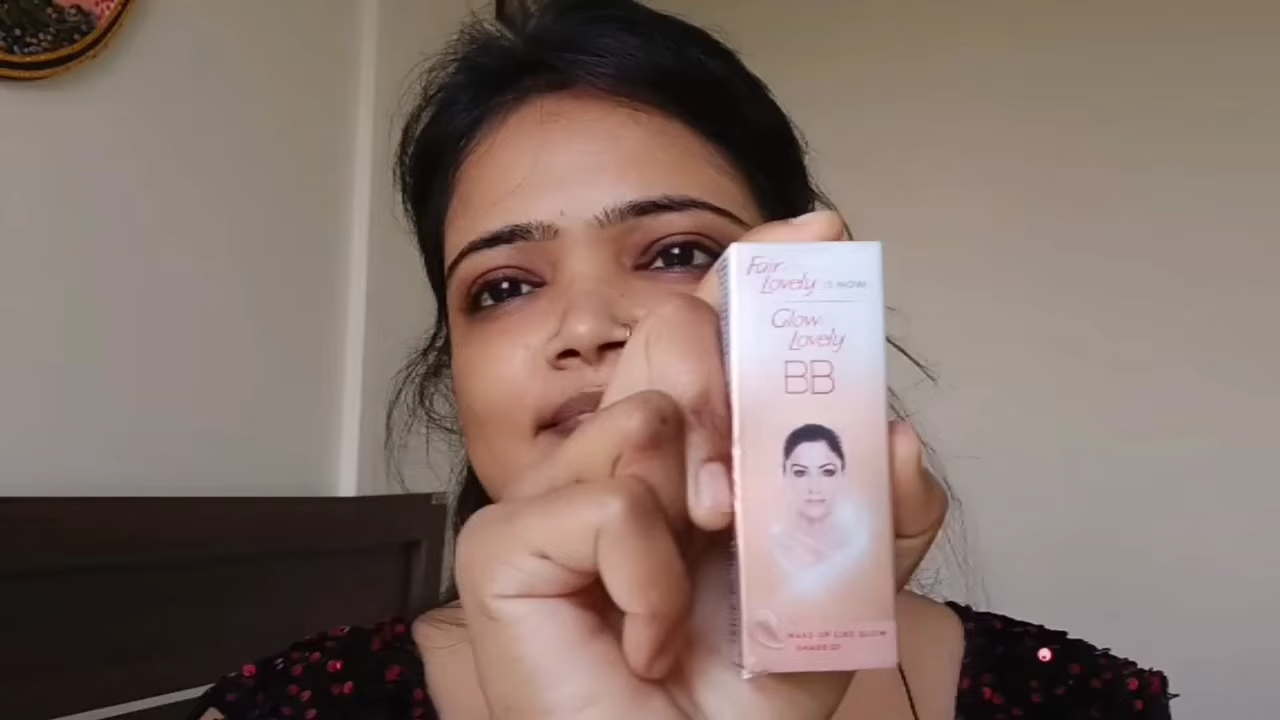 Fair
Lovely IS NOW
Glow
Lovely
BB
MAKE-UP LIKE GLOW
SHADE 01